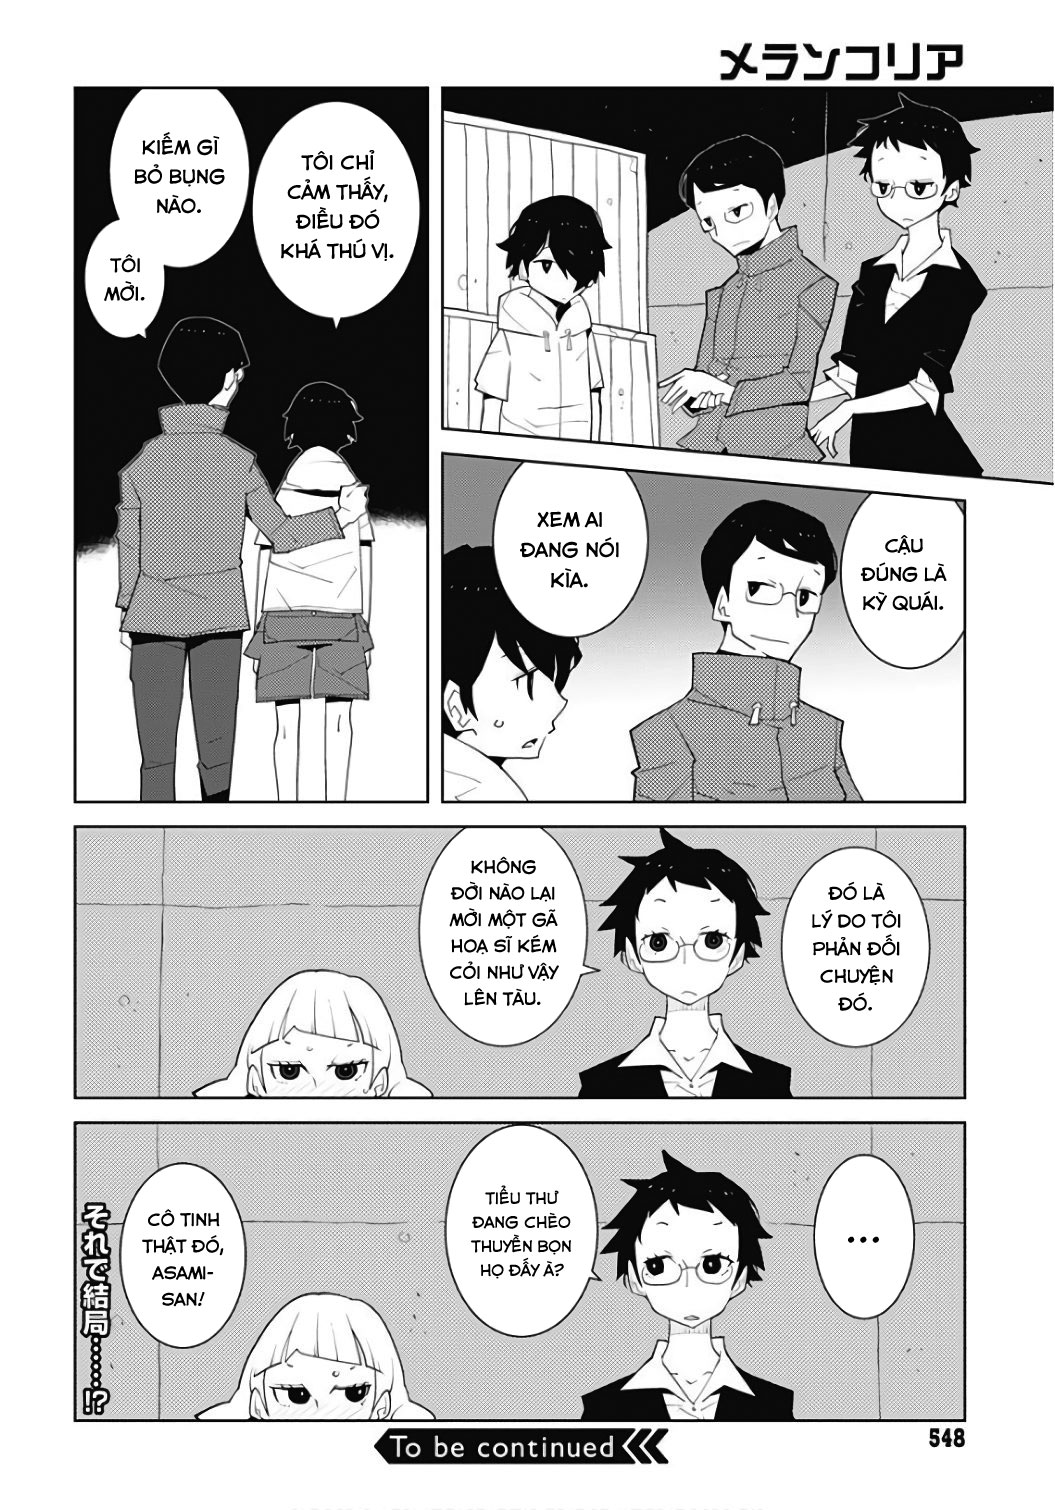 メランコリア
CẬU
ĐÚNG LÀ
KỲ QUÁI.
XEM AI
ĐANG NÓI
KÌA.
TÔI CHỈ
CẢM THẤY,
ĐIỀU ĐÓ
KHÁ THÚ VỊ.
KIẾM GÌ
BỎ BỤNG
NÀO.
TÔI
MỜI.
ĐÓ LÀ
LÝ DO TÔI
PHẢN ĐỐI
CHUYỆN
ĐÓ.
KHÔNG
ĐỜI NÀO LẠI
MỜI MỘT GÃ
HOẠ SĨ KÉM
CỎI NHƯ VẬY
LÊN TÀU.
...
TIỂU THƯ
ĐANG CHÈO
THUYỀN BỌN
HỌ ĐẤY À?
CÔ TINH
THẬT ĐÓ,
ASAMI-
SAN!
それで結局……!?
To be continued
548